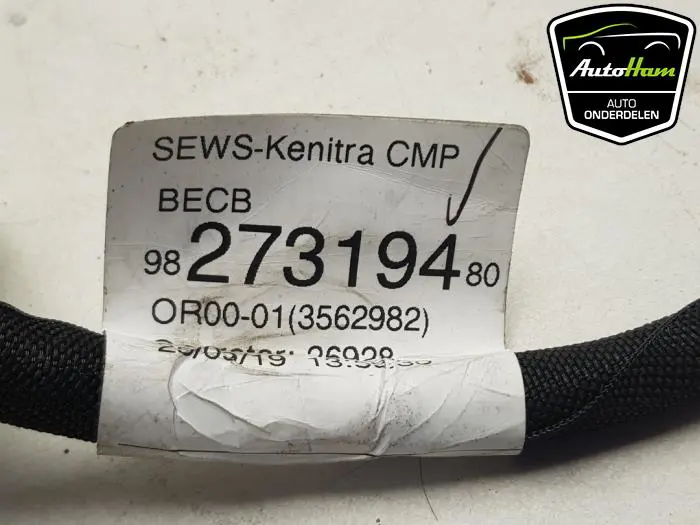 AutoHam
AUTO
ONDERDELEN
SEWS-Kenitra CMP
BECB
98 273194 80
OR00-01(3562982)